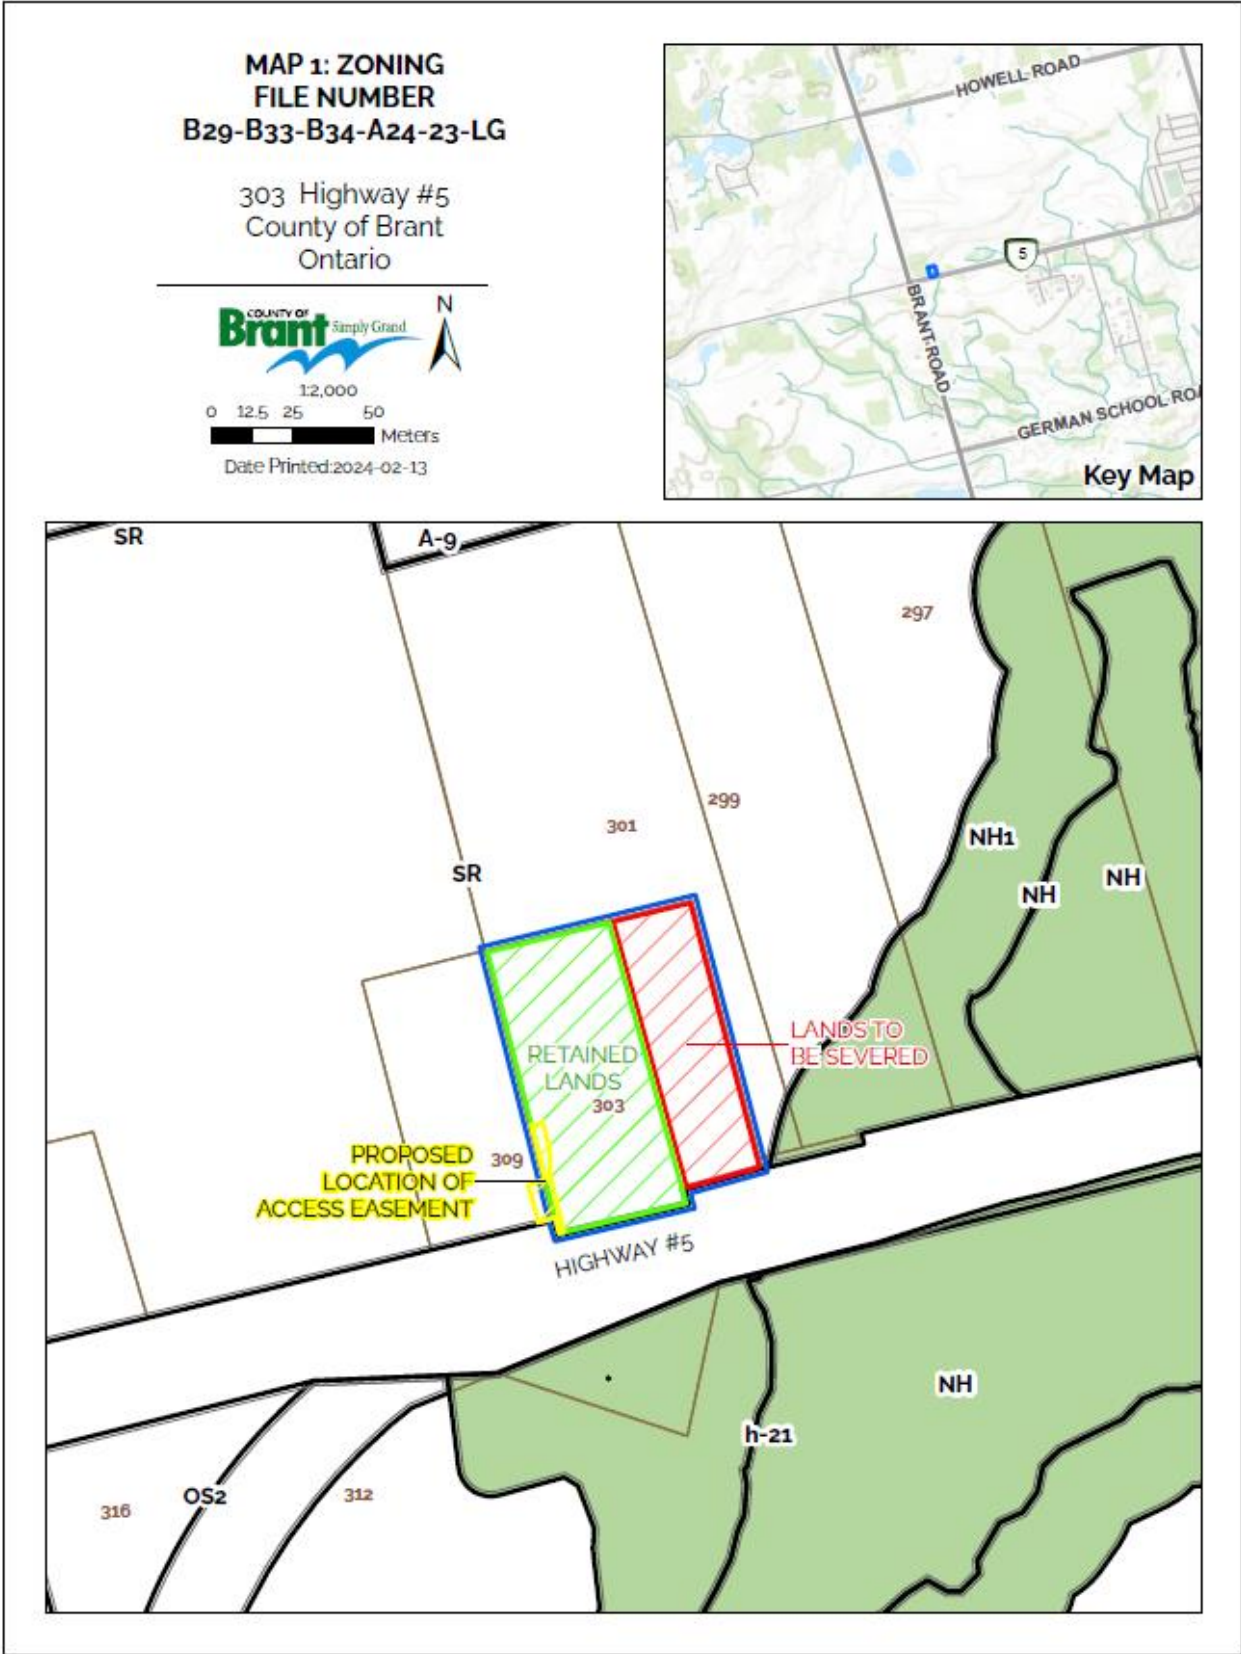 MAP 1: ZONING
FILE NUMBER
B29-B33-B34-A24-23-LG
303 Highway #5
County of Brant
Ontario
COUNTY OF
Brant Simply Grand
N
1:2,000
0 12.5 25 50
Meters
Date Printed:2024-02-13
HOWELL ROAD
5
BRANT ROAD
GERMAN SCHOOL ROA
Key Map
SR
A-9
297
299
301
NH1
SR
NH
NH
LANDS TO
BE SEVERED
RETAINED
LANDS
303
PROPOSED
LOCATION OF
ACCESS EASEMENT
309
HIGHWAY #5
NH
h-21
OS2
312
316